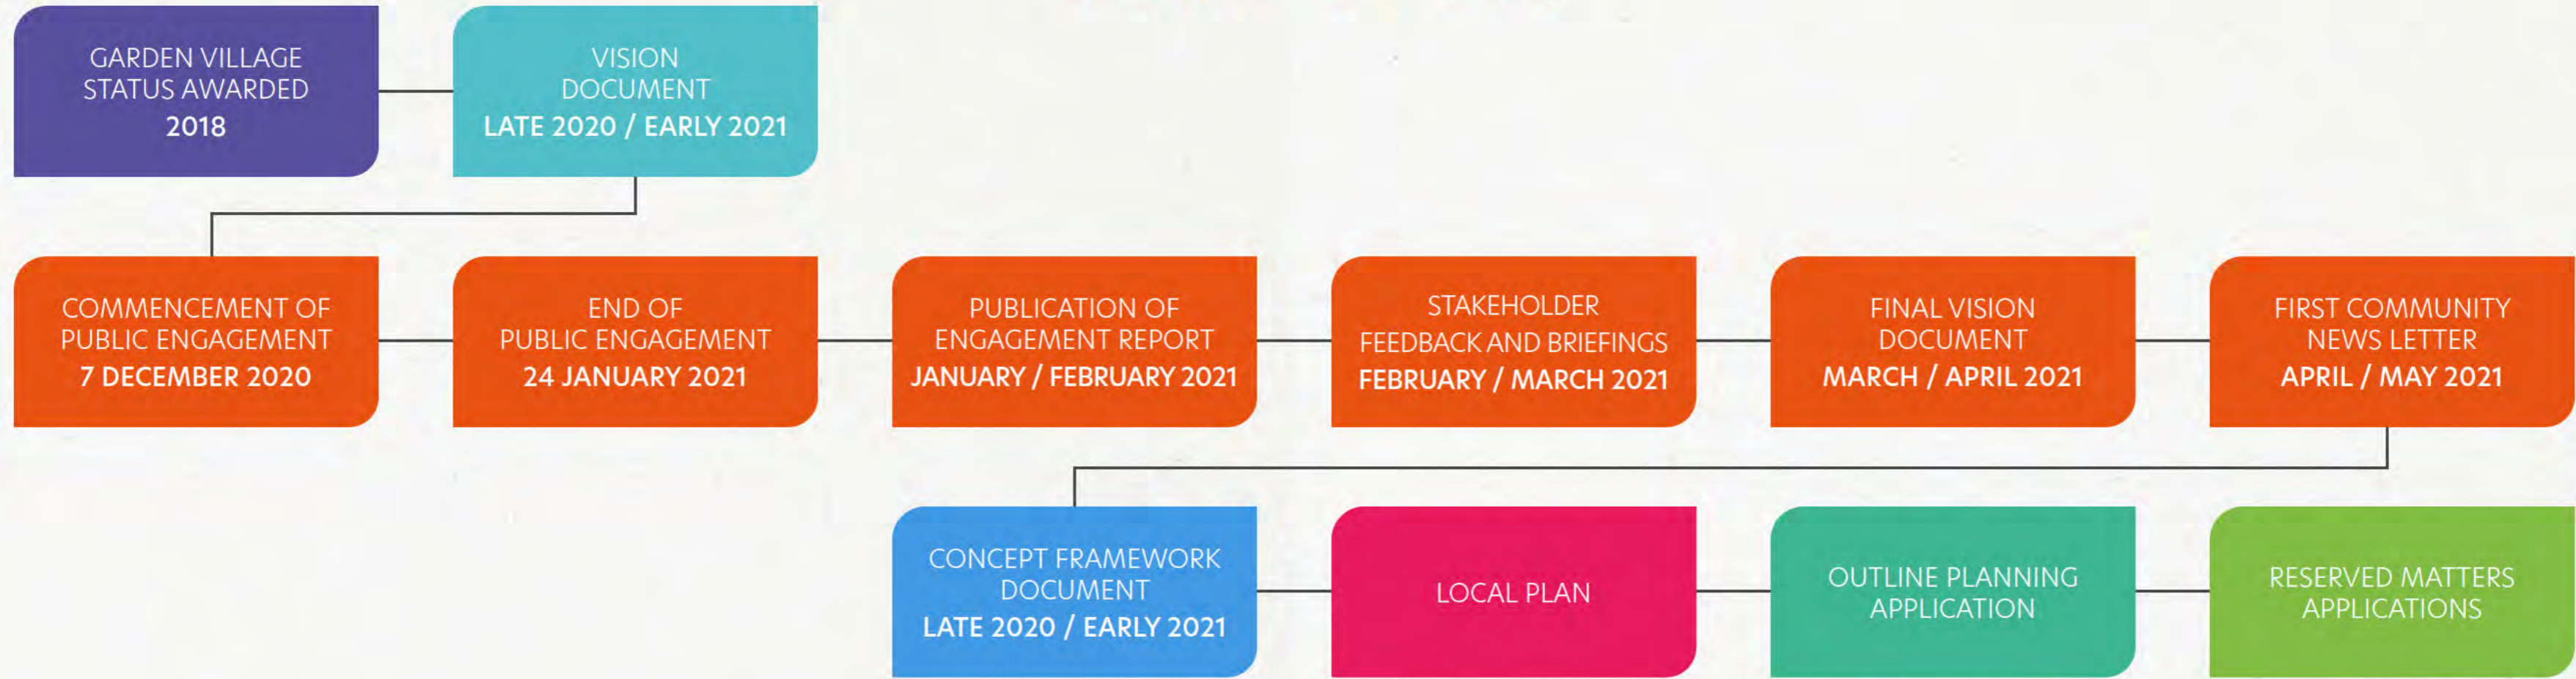 GARDEN VILLAGE
STATUS AWARDED
2018
VISION
DOCUMENT
LATE 2020 / EARLY 2021
COMMENCEMENT OF
PUBLIC ENGAGEMENT
7 DECEMBER 2020
END OF
PUBLIC ENGAGEMENT
24 JANUARY 2021
PUBLICATION OF
ENGAGEMENT REPORT
JANUARY / FEBRUARY 2021
STAKEHOLDER
FEEDBACK AND BRIEFINGS
FEBRUARY / MARCH 2021
FINAL VISION
DOCUMENT
MARCH / APRIL 2021
FIRST COMMUNITY
NEWS LETTER
APRIL / MAY 2021
CONCEPT FRAMEWORK
DOCUMENT
LATE 2020 / EARLY 2021
LOCAL PLAN
OUTLINE PLANNING
APPLICATION
RESERVED MATTERS
APPLICATIONS